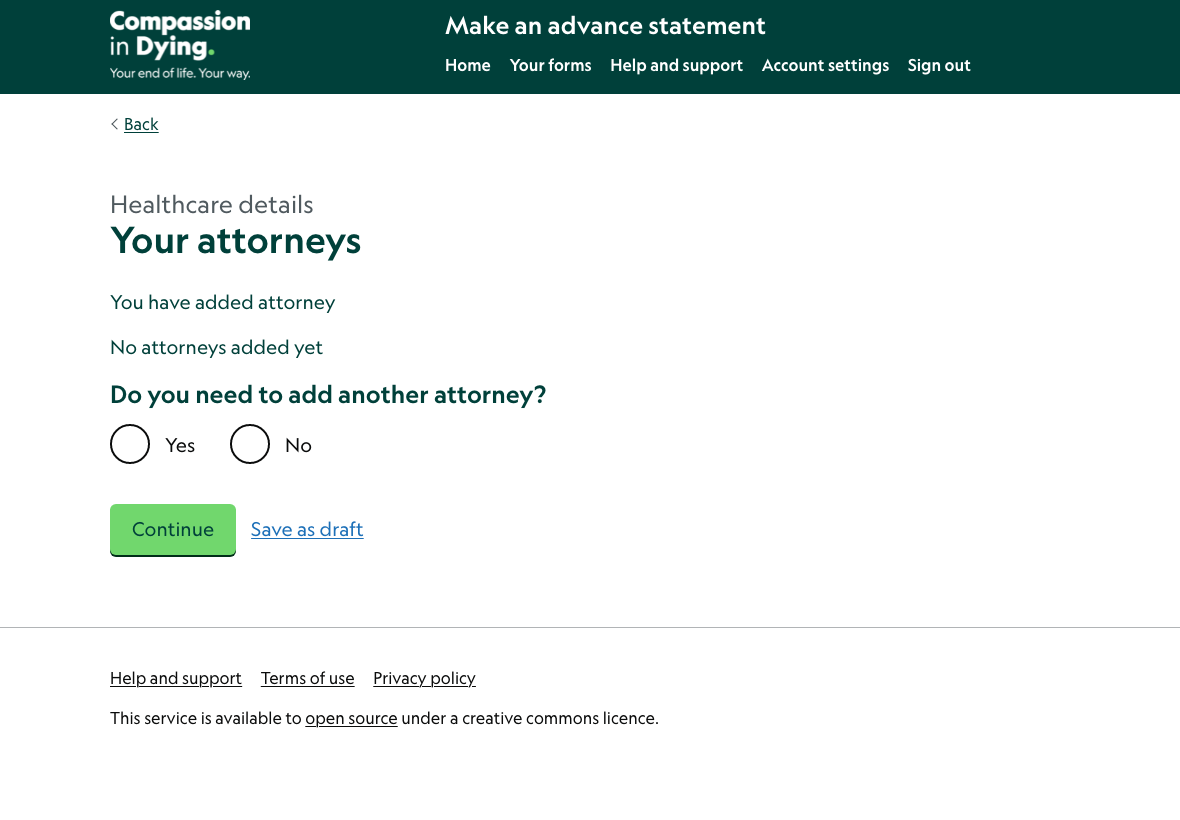 Compassion
in Dying.
Your end of life. Your way.
Make an advance statement
Home Your forms Help and support Account settings Sign out
Back
Healthcare details
Your attorneys
You have added attorney
No attorneys added yet
Do you need to add another attorney?
Yes No
Continue Save as draft
Help and support Terms of use Privacy policy
This service is available to open source under a creative commons licence.